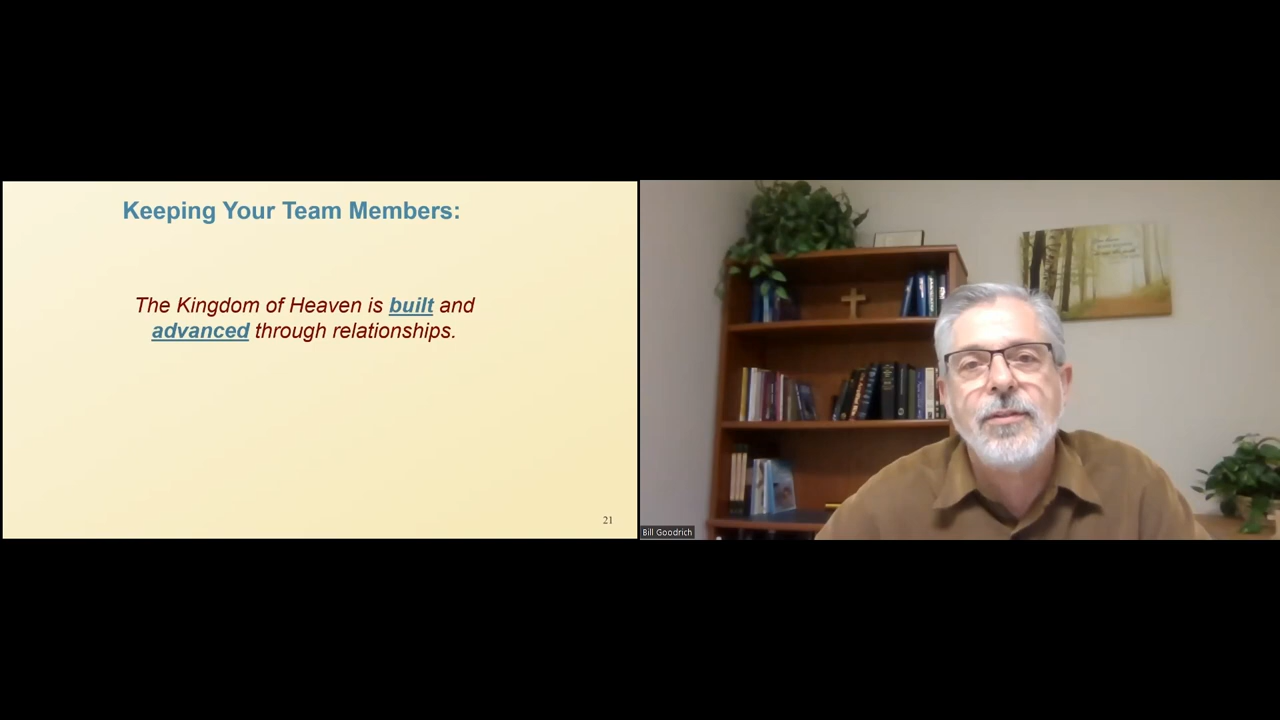 Keeping Your Team Members:
The Kingdom of Heaven is built and
advanced through relationships.
21
Bill Goodrich